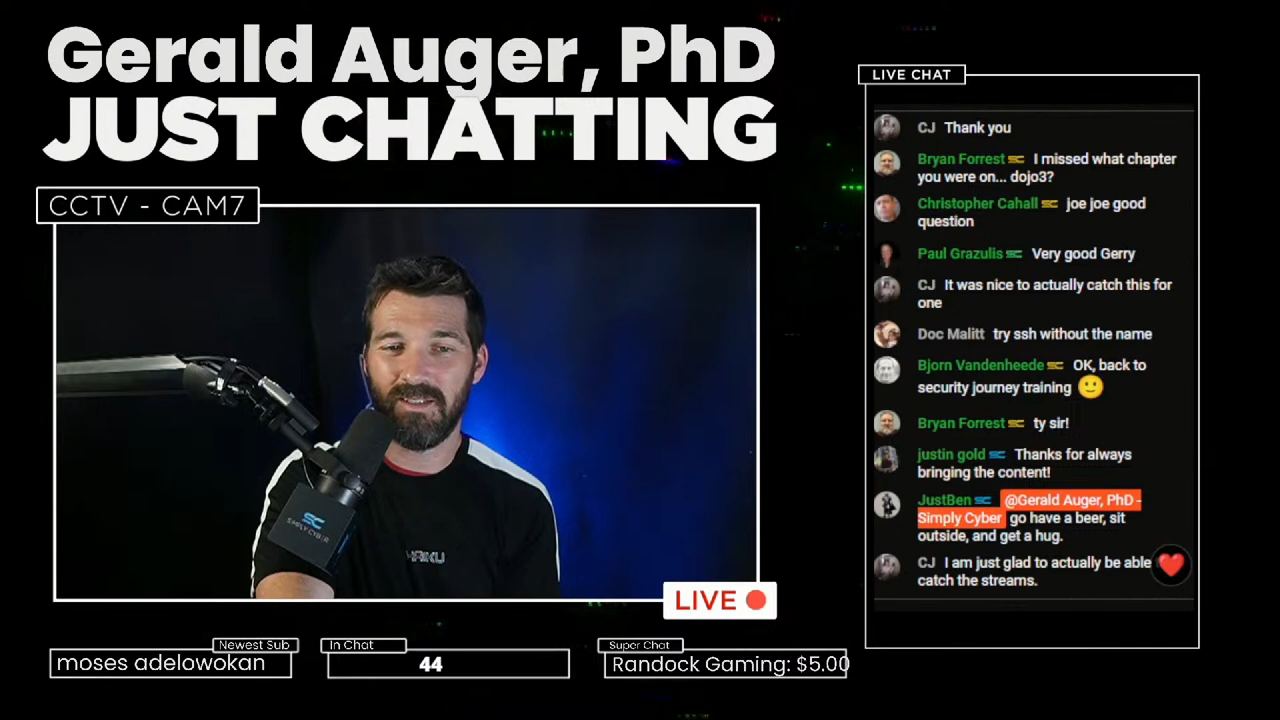 Gerald Auger, PhD
JUST CHATTING
CCTV - CAM7
SIMPLY CYBER
LIVE
Newest Sub
moses adelowokan
In Chat
44
Super Chat
Randock Gaming: $5.00
LIVE CHAT
CJ Thank you
Bryan Forrest I missed what chapter
you were on... dojo3?
Christopher Cahall joe joe good
question
Paul Grazulis Very good Gerry
CJ It was nice to actually catch this for
one
Doc Malitt try ssh without the name
Bjorn Vandenheede OK, back to
security journey training
Bryan Forrest ty sir!
justin gold Thanks for always
bringing the content!
JustBen @Gerald Auger, PhD -
Simply Cyber go have a beer, sit
outside, and get a hug.
CJ I am just glad to actually be able
catch the streams.